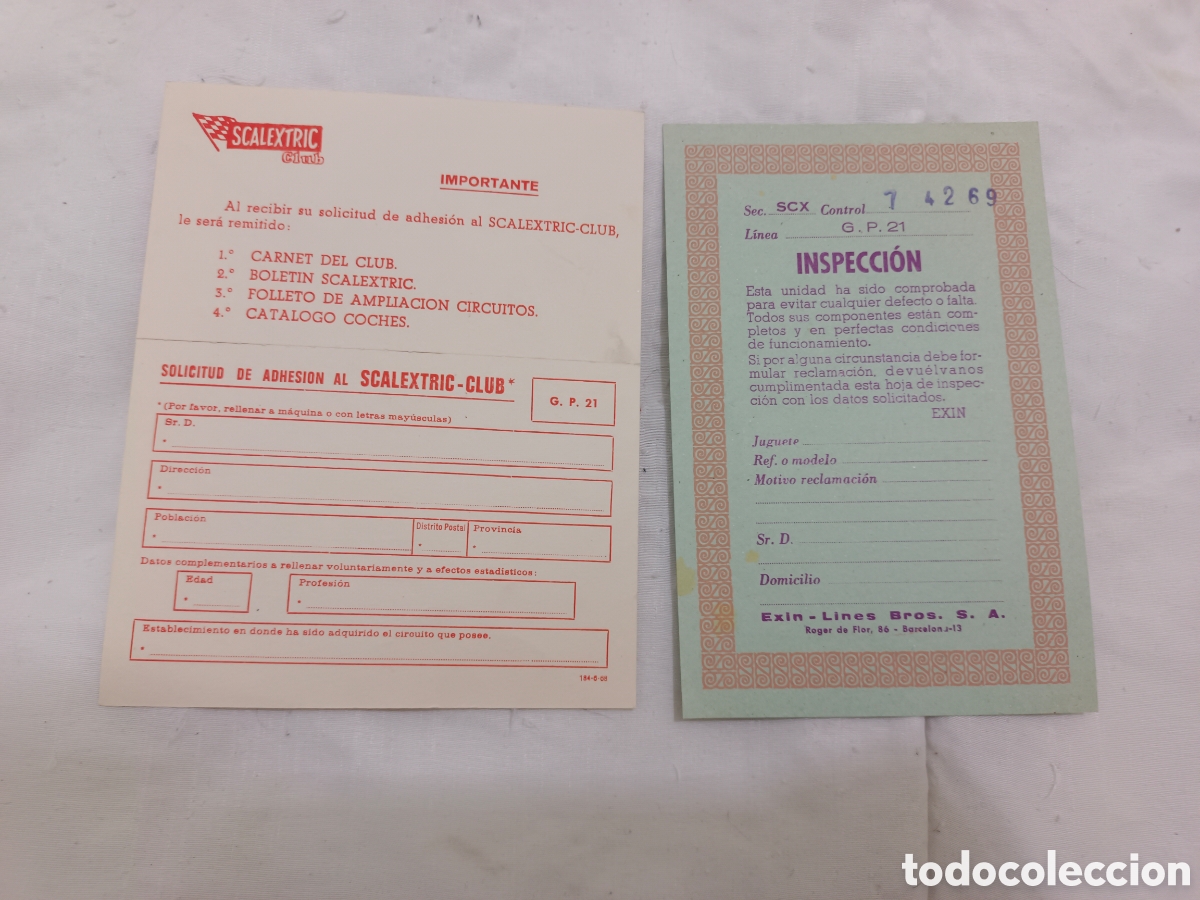 SCALEXTRIC
Club
IMPORTANTE
Al recibir su solicitud de adhesión al SCALEXTRIC-CLUB,
le será remitido:
1.° CARNET DEL CLUB.
2.° BOLETIN SCALEXTRIC.
3.° FOLLETO DE AMPLIACION CIRCUITOS.
4.° CATALOGO COCHES.
SOLICITUD DE ADHESION AL SCALEXTRIC-CLUB*
G. P. 21
*(Por favor, rellenar a máquina o con letras mayúsculas)
Sr. D.
Dirección
Población
Distrito Postal
Provincia
Datos complementarios a rellenar voluntariamente y a efectos estadísticos:
Edad
Profesión
Establecimiento en donde ha sido adquirido el circuito que posee.
Sec. SCX Control 7 4269
Línea G. P. 21
INSPECCIÓN
Esta unidad ha sido comprobada
para evitar cualquier defecto o falta.
Todos sus componentes están com-
pletos y en perfectas condiciones
de funcionamiento.
Si por alguna circunstancia debe for-
mular reclamación, devuélvanos
cumplimentada esta hoja de inspec-
ción con los datos solicitados.
EXIN
Juguete
Ref. o modelo
Motivo reclamación
Sr. D.
Domicilio
Exin - Lines Bros. S. A.
Roger de Flor, 86 - Barcelona-13
todocoleccion